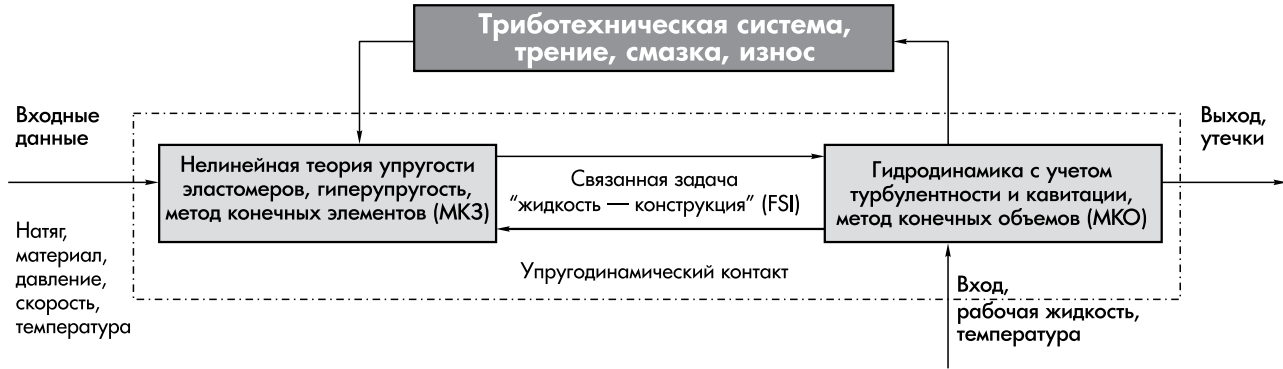 Триботехническая система,
трение, смазка, износ
Входные
данные
Выход,
утечки
Нелинейная теория упругости
эластомеров, гиперупругость,
метод конечных элементов (МКЗ)
Связанная задача
“жидкость — конструкция” (FSI)
Гидродинамика с учетом
турбулентности и кавитации,
метод конечных объемов (МКО)
Натяг,
материал,
давление,
скорость,
температура
Упругодинамический контакт
Вход,
рабочая жидкость,
температура